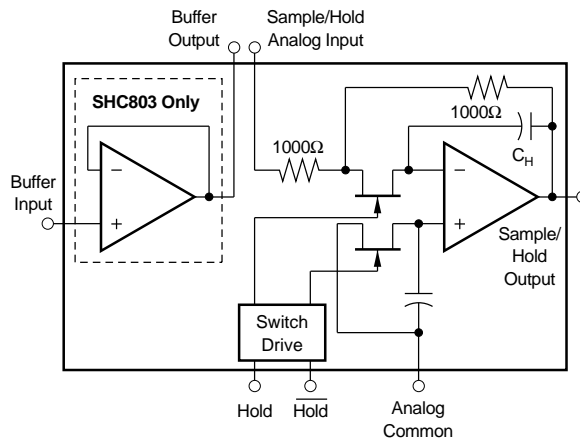 Buffer
Output
Sample/Hold
Analog Input
SHC803 Only
1000Ω
1000Ω
C_H
Buffer
Input
−
+
−
+
Sample/
Hold
Output
Switch
Drive
Hold
H̅o̅l̅d̅
Analog
Common